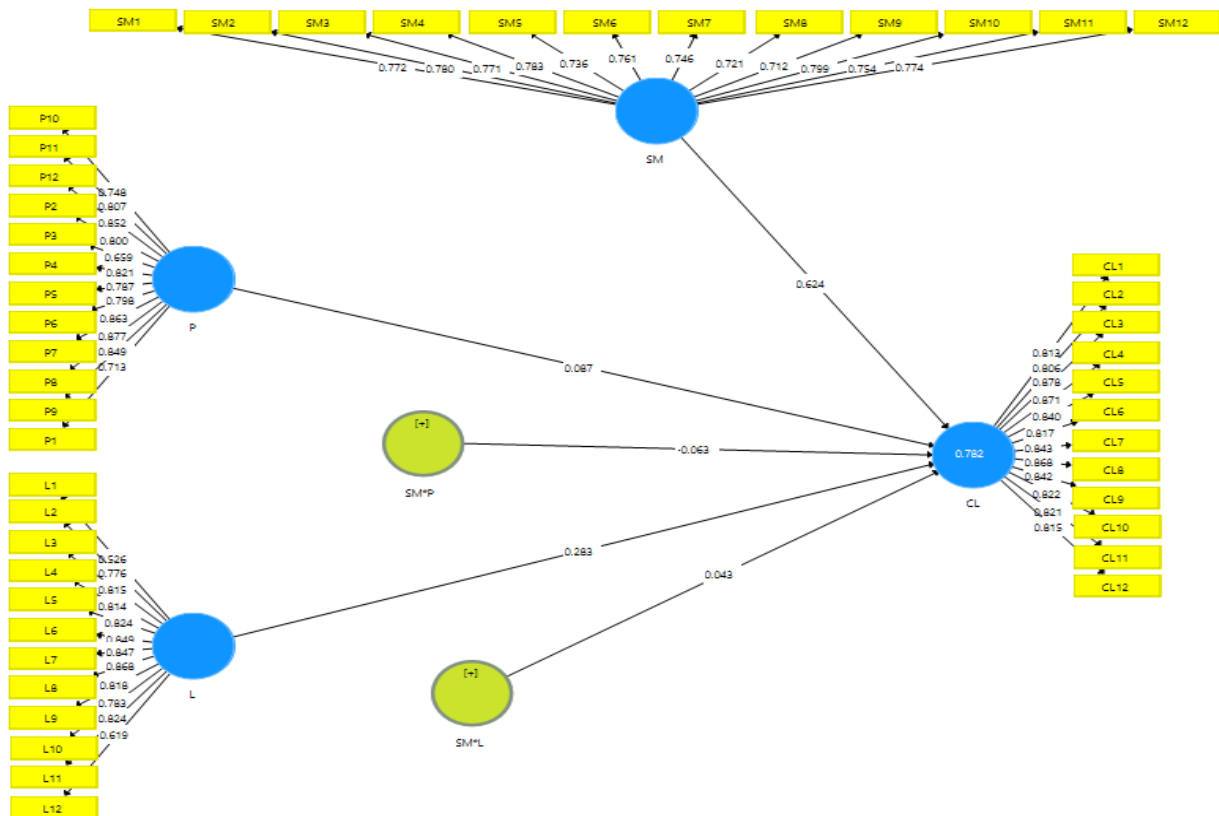 SM1 SM2 SM3 SM4 SM5 SM6 SM7 SM8 SM9 SM10 SM11 SM12
0.772 0.780 0.771 0.783 0.736 0.761 0.746 0.721 0.712 0.799 0.754 0.774
SM
P10
P11
P12
P2
P3
P4
P5
P6
P7
P8
P9
P1
0.748
0.807
0.852
0.800
0.659
0.821
0.787
0.798
0.863
0.877
0.849
0.713
P
0.624
0.087
[+]
SM*P
-0.063
CL1
CL2
CL3
CL4
CL5
CL6
CL7
CL8
CL9
CL10
CL11
CL12
0.813
0.806
0.878
0.871
0.840
0.817
0.843
0.868
0.842
0.822
0.821
0.815
0.782
CL
L1
L2
L3
L4
L5
L6
L7
L8
L9
L10
L11
L12
0.526
0.776
0.815
0.814
0.824
0.849
0.847
0.868
0.818
0.783
0.824
0.619
L
0.283
0.043
[+]
SM*L